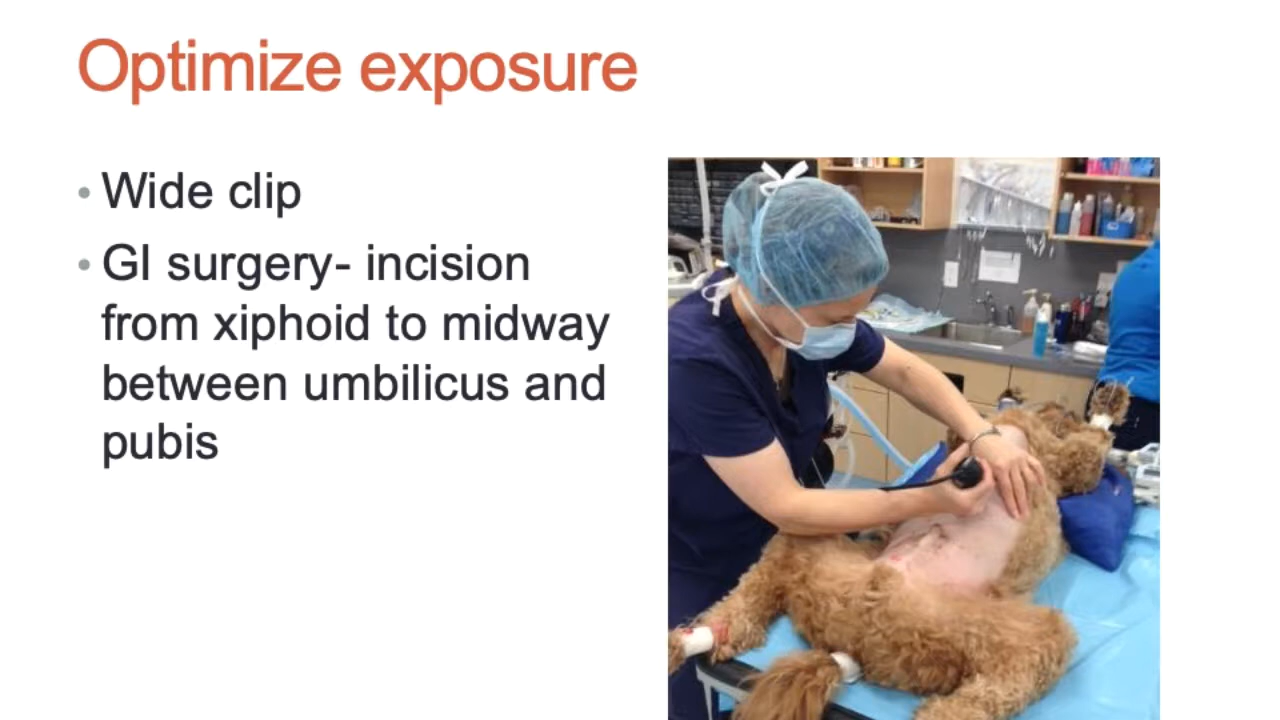 Optimize exposure
• Wide clip
• GI surgery- incision
from xiphoid to midway
between umbilicus and
pubis